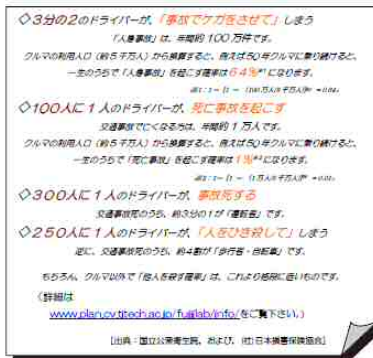 ◇3分の2のドライバーが、「事故でケガをさせて」しまう
「人身事故」は、年間約100万件です。
クルマの利用人口（約5千万人）から換算すると、例えば50年クルマに乗り続けると、
一生のうちで「人身事故」を起こす確率は64%*¹になります。
◇100人に1人のドライバーが、死亡事故を起こす
交通事故で亡くなる方は、年間約1万人です。
クルマの利用人口（約5千万人）から換算すると、例えば50年クルマに乗り続けると、
一生のうちで「死亡事故」を起こす確率は1%*²になります。
◇300人に1人のドライバーが、事故死する
交通事故死のうち、約3分の1が「運転者」です。
◇250人に1人のドライバーが、「人をひき殺して」しまう
逆に、交通事故死のうち、約4割が「歩行者・自転車」です。
もちろん、クルマ以外で「他人を殺す確率」は、これより格段に低いものです。
（詳細は
www.plan.cv.titech.ac.jp/fujiilab/info/をご覧下さい。）
[出典：国立公衆衛生院、および、(社)日本損害保険協会]